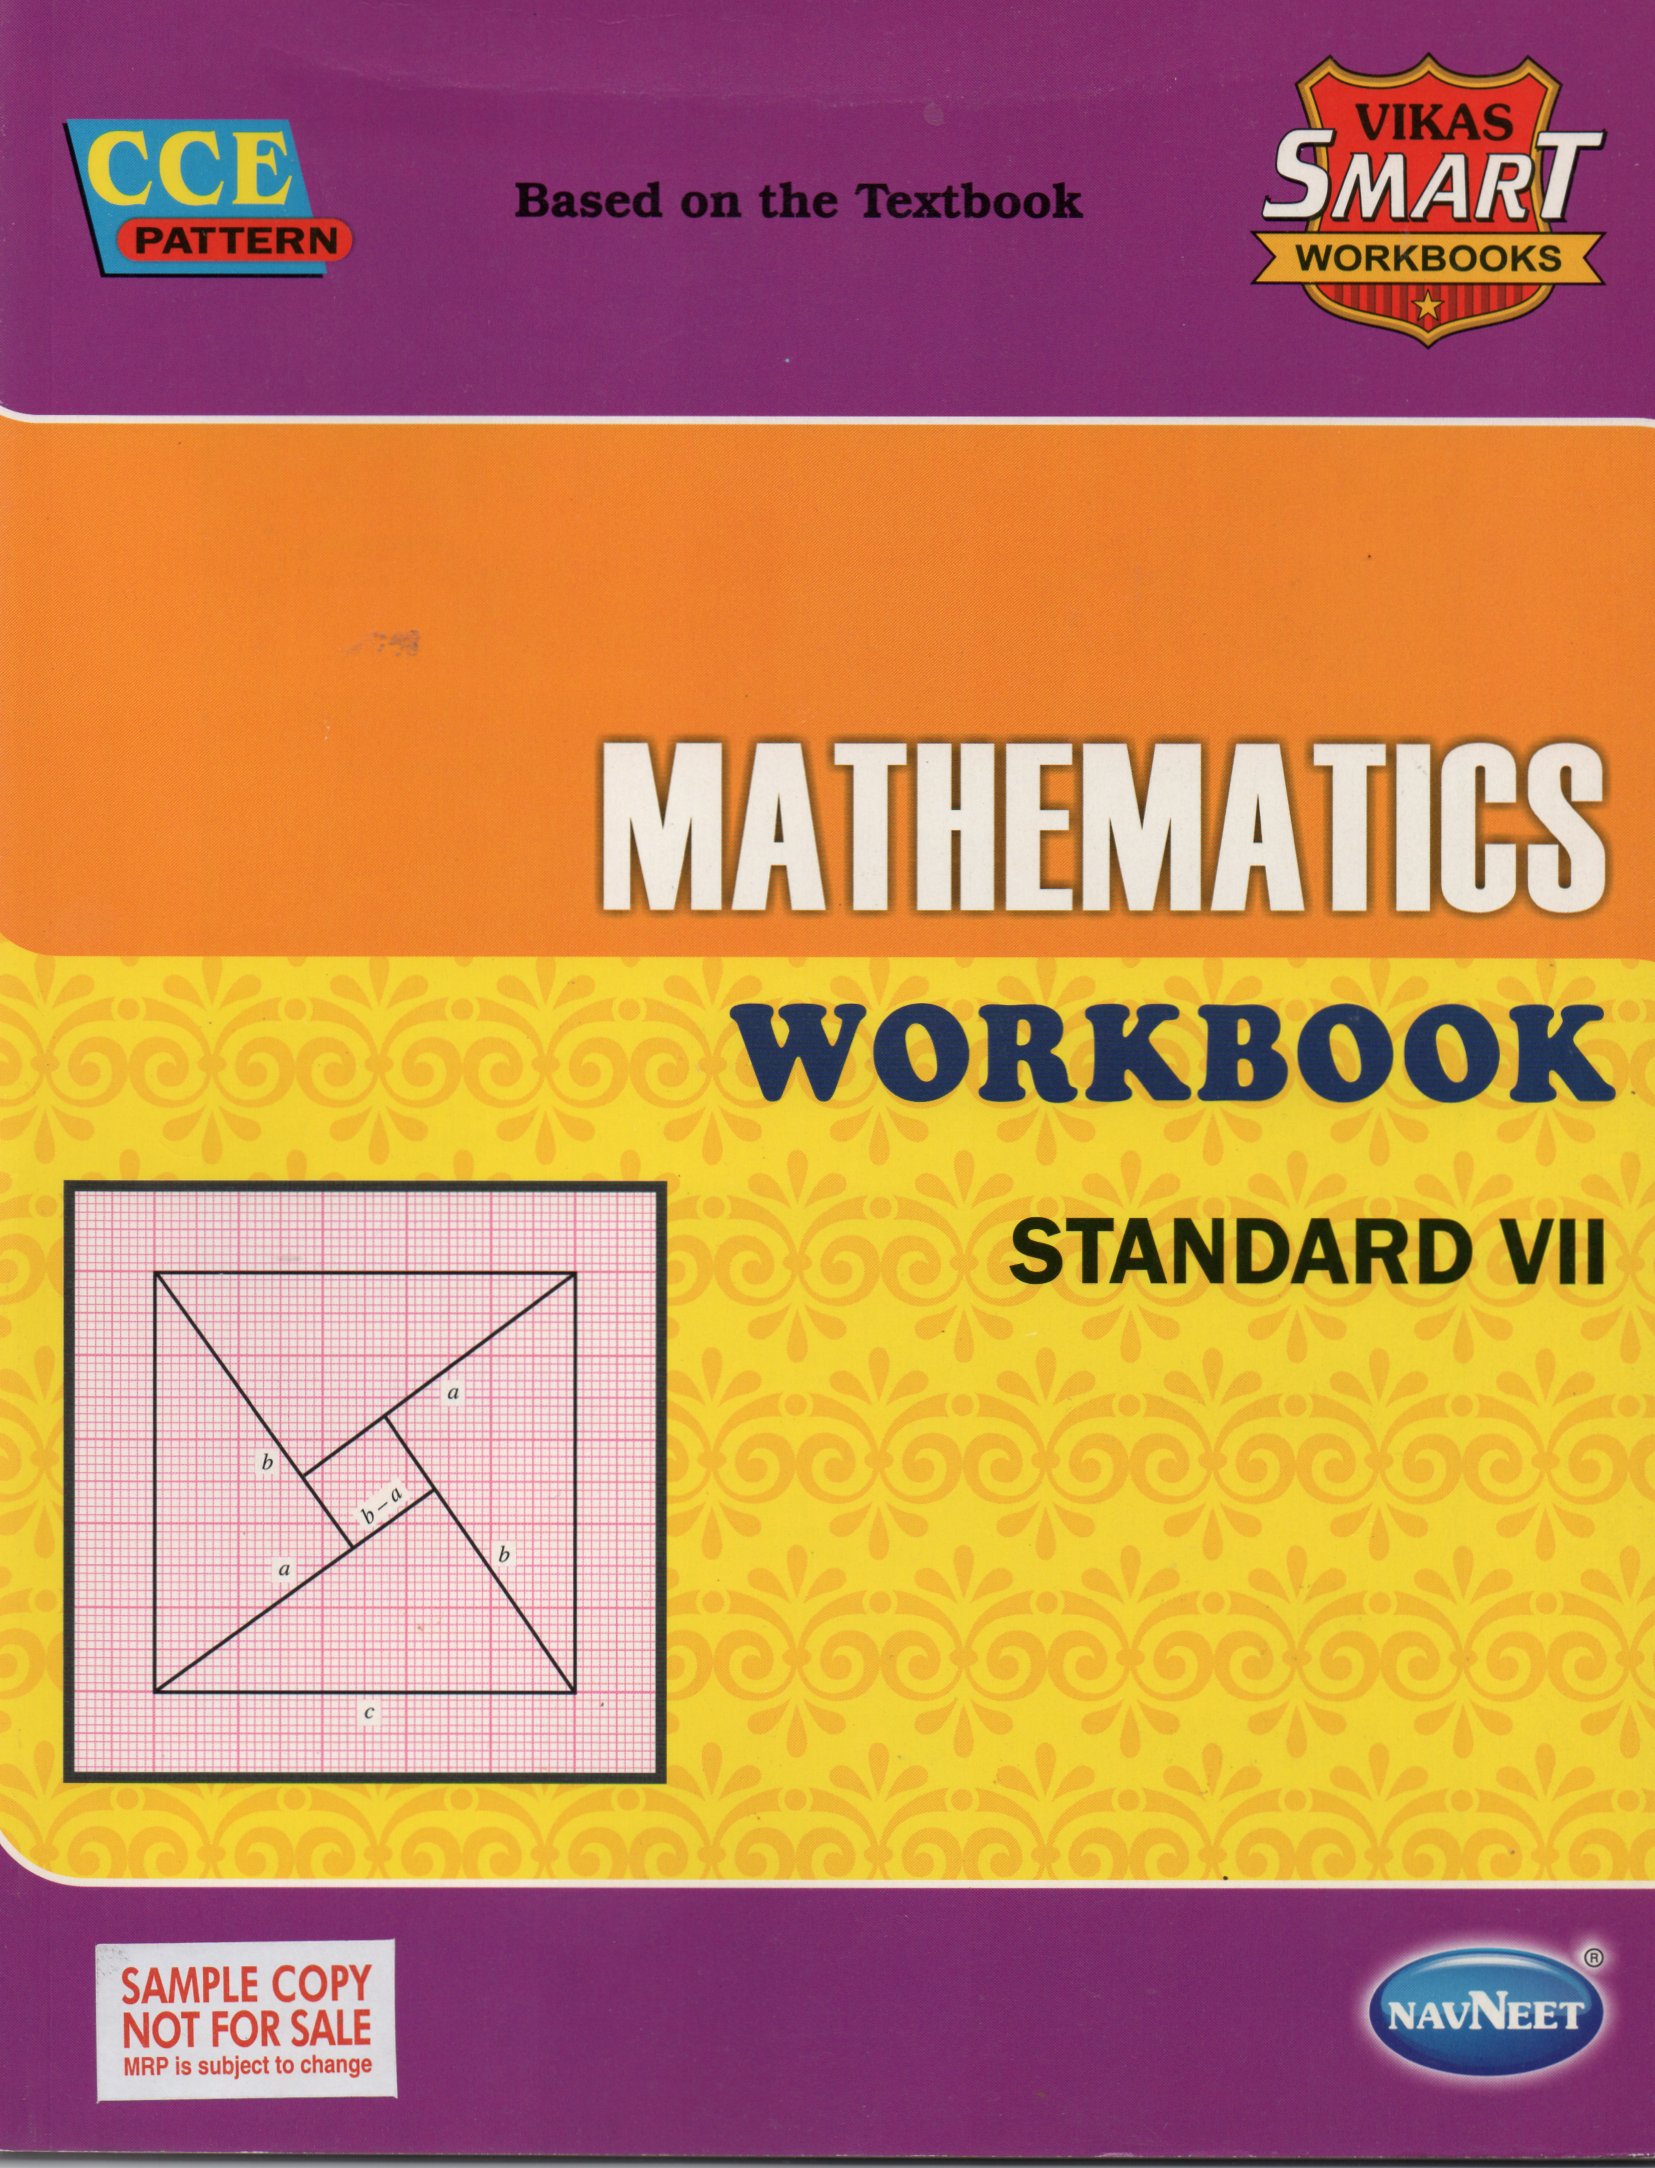 CCE
PATTERN
Based on the Textbook
VIKAS
SMART
WORKBOOKS
MATHEMATICS
WORKBOOK
STANDARD VII
a
b
b – a
a
b
c
SAMPLE COPY
NOT FOR SALE
MRP is subject to change
NAVNEET ®